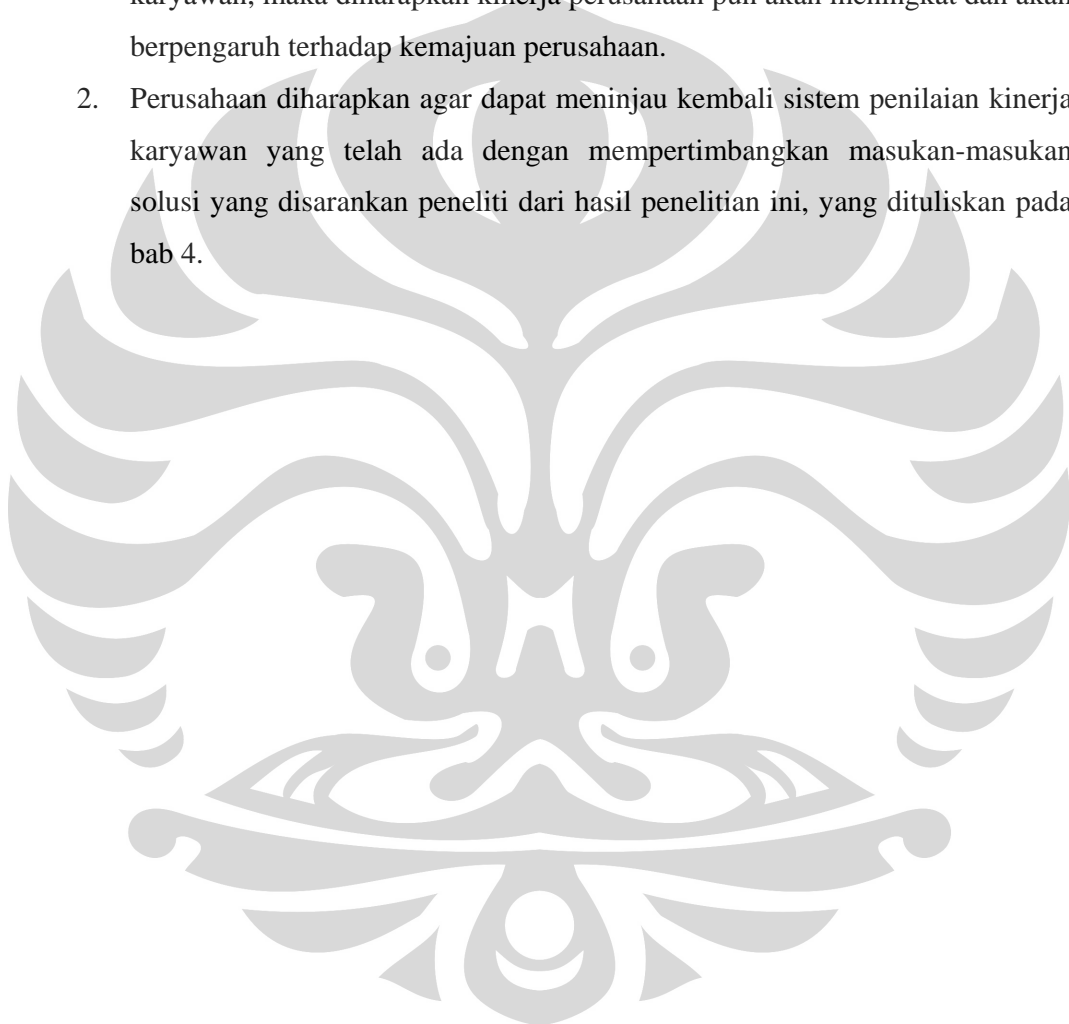 karyawan, maka diharapkan kinerja perusahaan pun akan meningkat dan akan
berpengaruh terhadap kemajuan perusahaan.
2. Perusahaan diharapkan agar dapat meninjau kembali sistem penilaian kinerja
karyawan yang telah ada dengan mempertimbangkan masukan-masukan
solusi yang disarankan peneliti dari hasil penelitian ini, yang dituliskan pada
bab 4.